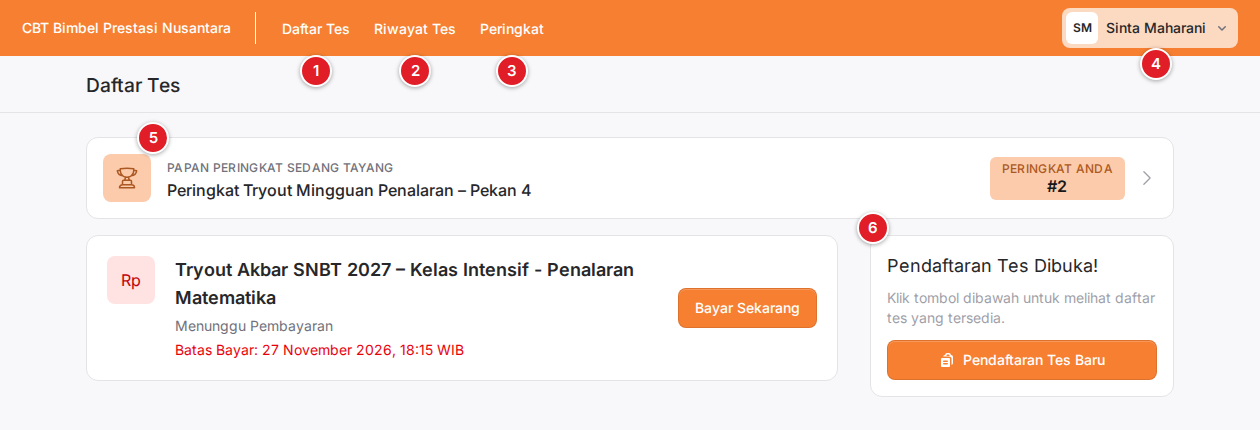 CBT Bimbel Prestasi Nusantara
Daftar Tes
Riwayat Tes
Peringkat
SM
Sinta Maharani
1
2
3
4
Daftar Tes
5
PAPAN PERINGKAT SEDANG TAYANG
Peringkat Tryout Mingguan Penalaran – Pekan 4
PERINGKAT ANDA
#2
6
Rp
Tryout Akbar SNBT 2027 – Kelas Intensif - Penalaran
Matematika
Menunggu Pembayaran
Batas Bayar: 27 November 2026, 18:15 WIB
Bayar Sekarang
Pendaftaran Tes Dibuka!
Klik tombol dibawah untuk melihat daftar
tes yang tersedia.
Pendaftaran Tes Baru